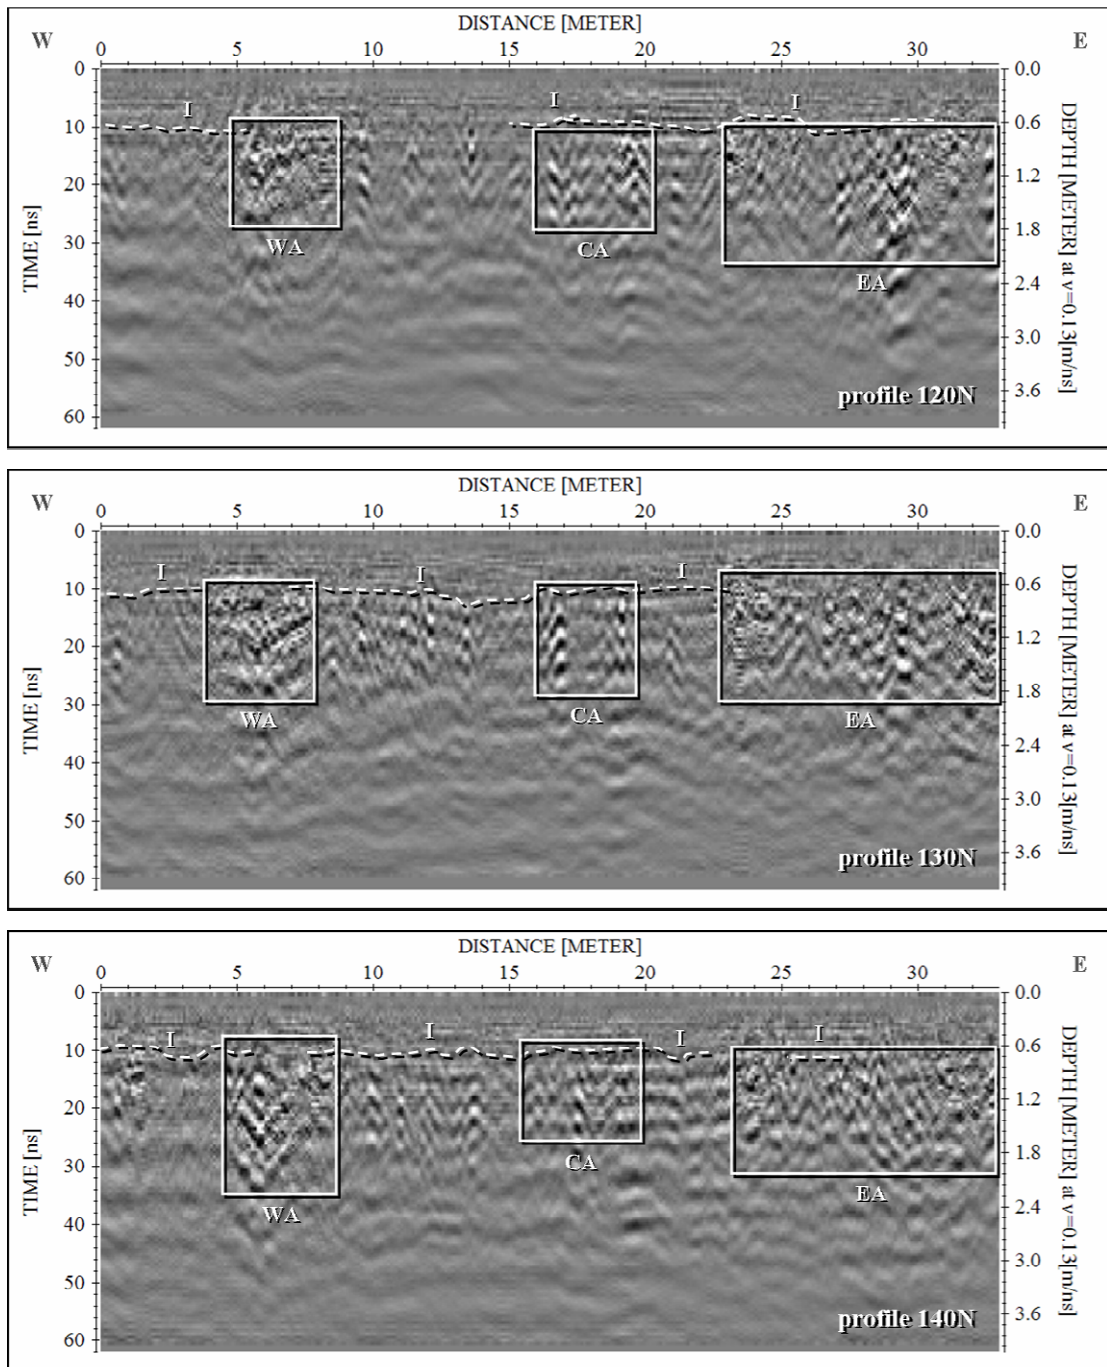 DISTANCE [METER]
W E
0 5 10 15 20 25 30
0 0.0
I I I
10 0.6
20 1.2
30 1.8
40 2.4
50 3.0
60 3.6
TIME [ns]
DEPTH [METER] at v=0.13[m/ns]
WA CA EA
profile 120N
DISTANCE [METER]
W E
0 5 10 15 20 25 30
0 0.0
I I I
10 0.6
20 1.2
30 1.8
40 2.4
50 3.0
60 3.6
TIME [ns]
DEPTH [METER] at v=0.13[m/ns]
WA CA EA
profile 130N
DISTANCE [METER]
W E
0 5 10 15 20 25 30
0 0.0
I I I I
10 0.6
20 1.2
30 1.8
40 2.4
50 3.0
60 3.6
TIME [ns]
DEPTH [METER] at v=0.13[m/ns]
WA CA EA
profile 140N